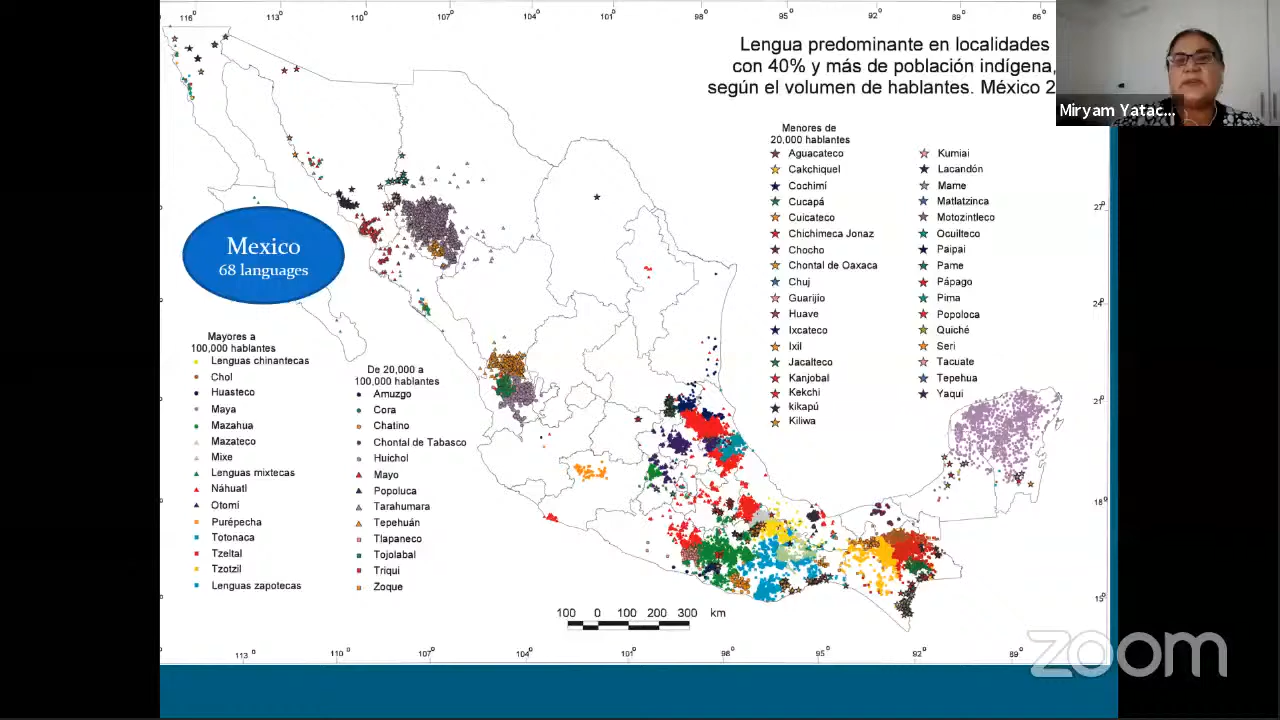 116° 113° 110° 107° 104° 101° 98° 95° 92° 89° 86°
Lengua predominante en localidades
con 40% y más de población indígena,
según el volumen de hablantes. México 2
Miryam Yatac...
Mexico
68 languages
Mayores a
100,000 hablantes
Lenguas chinantecas
Chol
Huasteco
Maya
Mazahua
Mazateco
Mixe
Lenguas mixtecas
Náhuatl
Otomí
Purépecha
Totonaca
Tzeltal
Tzotzil
Lenguas zapotecas
De 20,000 a
100,000 hablantes
Amuzgo
Cora
Chatino
Chontal de Tabasco
Huichol
Mayo
Popoluca
Tarahumara
Tepehuán
Tlapaneco
Tojolabal
Triqui
Zoque
Menores de
20,000 hablantes
Aguacateco
Cakchiquel
Cochimí
Cucapá
Cuicateco
Chichimeca Jonaz
Chocho
Chontal de Oaxaca
Chuj
Guarijío
Huave
Ixcateco
Ixil
Jacalteco
Kanjobal
Kekchi
kikapú
Kiliwa
Kumiai
Lacandón
Mame
Matlatzinca
Motozintleco
Ocuilteco
Paipai
Pame
Pápago
Pima
Popoloca
Quiché
Seri
Tacuate
Tepehua
Yaqui
27°
24°
21°
18°
15°
100 0 100 200 300 km
113° 110° 107° 104° 101° 98° 95° 92° 89°
zoom